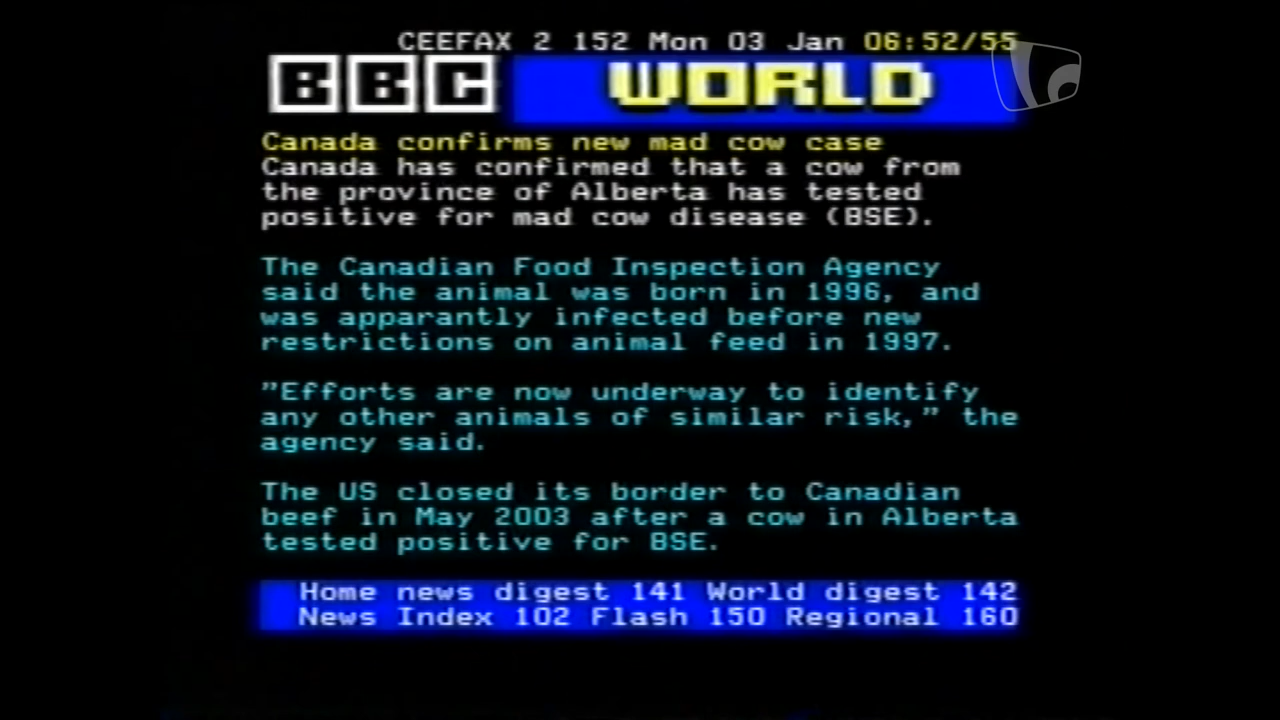 CEEFAX 2 152 Mon 03 Jan 06:52/55
BBC WORLD
Canada confirms new mad cow case
Canada has confirmed that a cow from
the province of Alberta has tested
positive for mad cow disease (BSE).
The Canadian Food Inspection Agency
said the animal was born in 1996, and
was apparantly infected before new
restrictions on animal feed in 1997.
"Efforts are now underway to identify
any other animals of similar risk," the
agency said.
The US closed its border to Canadian
beef in May 2003 after a cow in Alberta
tested positive for BSE.
Home news digest 141 World digest 142
News Index 102 Flash 150 Regional 160